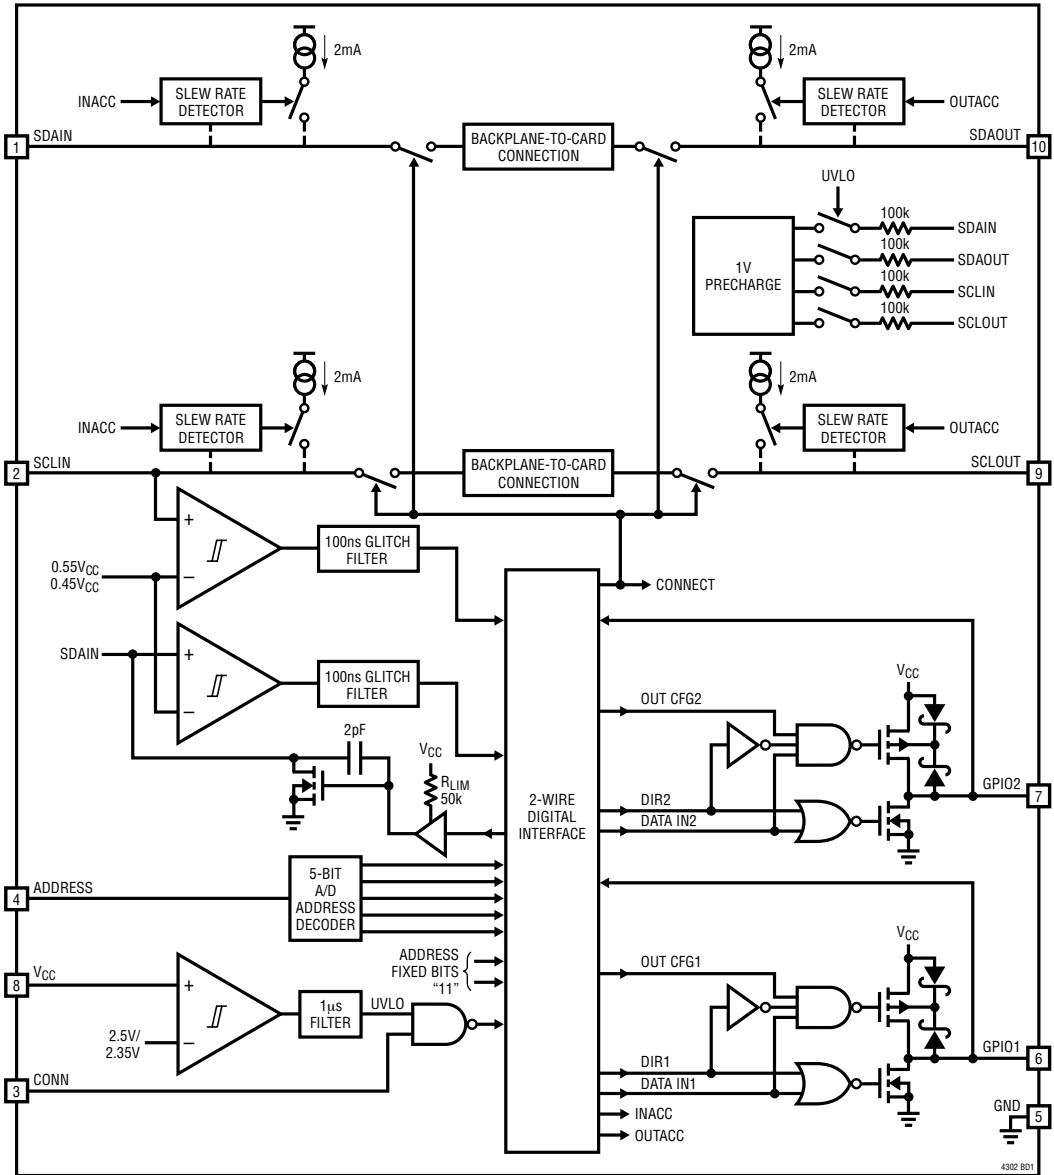 2mA
2mA
INACC
SLEW RATE
DETECTOR
SLEW RATE
DETECTOR
OUTACC
1
SDAIN
BACKPLANE-TO-CARD
CONNECTION
SDAOUT
10
UVLO
1V
PRECHARGE
100k
SDAIN
100k
SDAOUT
100k
SCLIN
100k
SCLOUT
2mA
2mA
INACC
SLEW RATE
DETECTOR
SLEW RATE
DETECTOR
OUTACC
2
SCLIN
BACKPLANE-TO-CARD
CONNECTION
SCLOUT
9
+
–
0.55VCC
0.45VCC
100ns GLITCH
FILTER
CONNECT
SDAIN
+
–
100ns GLITCH
FILTER
2pF
VCC
RLIM
50k
2-WIRE
DIGITAL
INTERFACE
OUT CFG2
VCC
DIR2
DATA IN2
GPIO2
7
4
ADDRESS
5-BIT
A/D
ADDRESS
DECODER
ADDRESS
FIXED BITS
“11”
8
VCC
+
–
2.5V/
2.35V
1µs
FILTER
UVLO
3
CONN
OUT CFG1
VCC
DIR1
DATA IN1
GPIO1
6
INACC
OUTACC
GND
5
4302 BD1